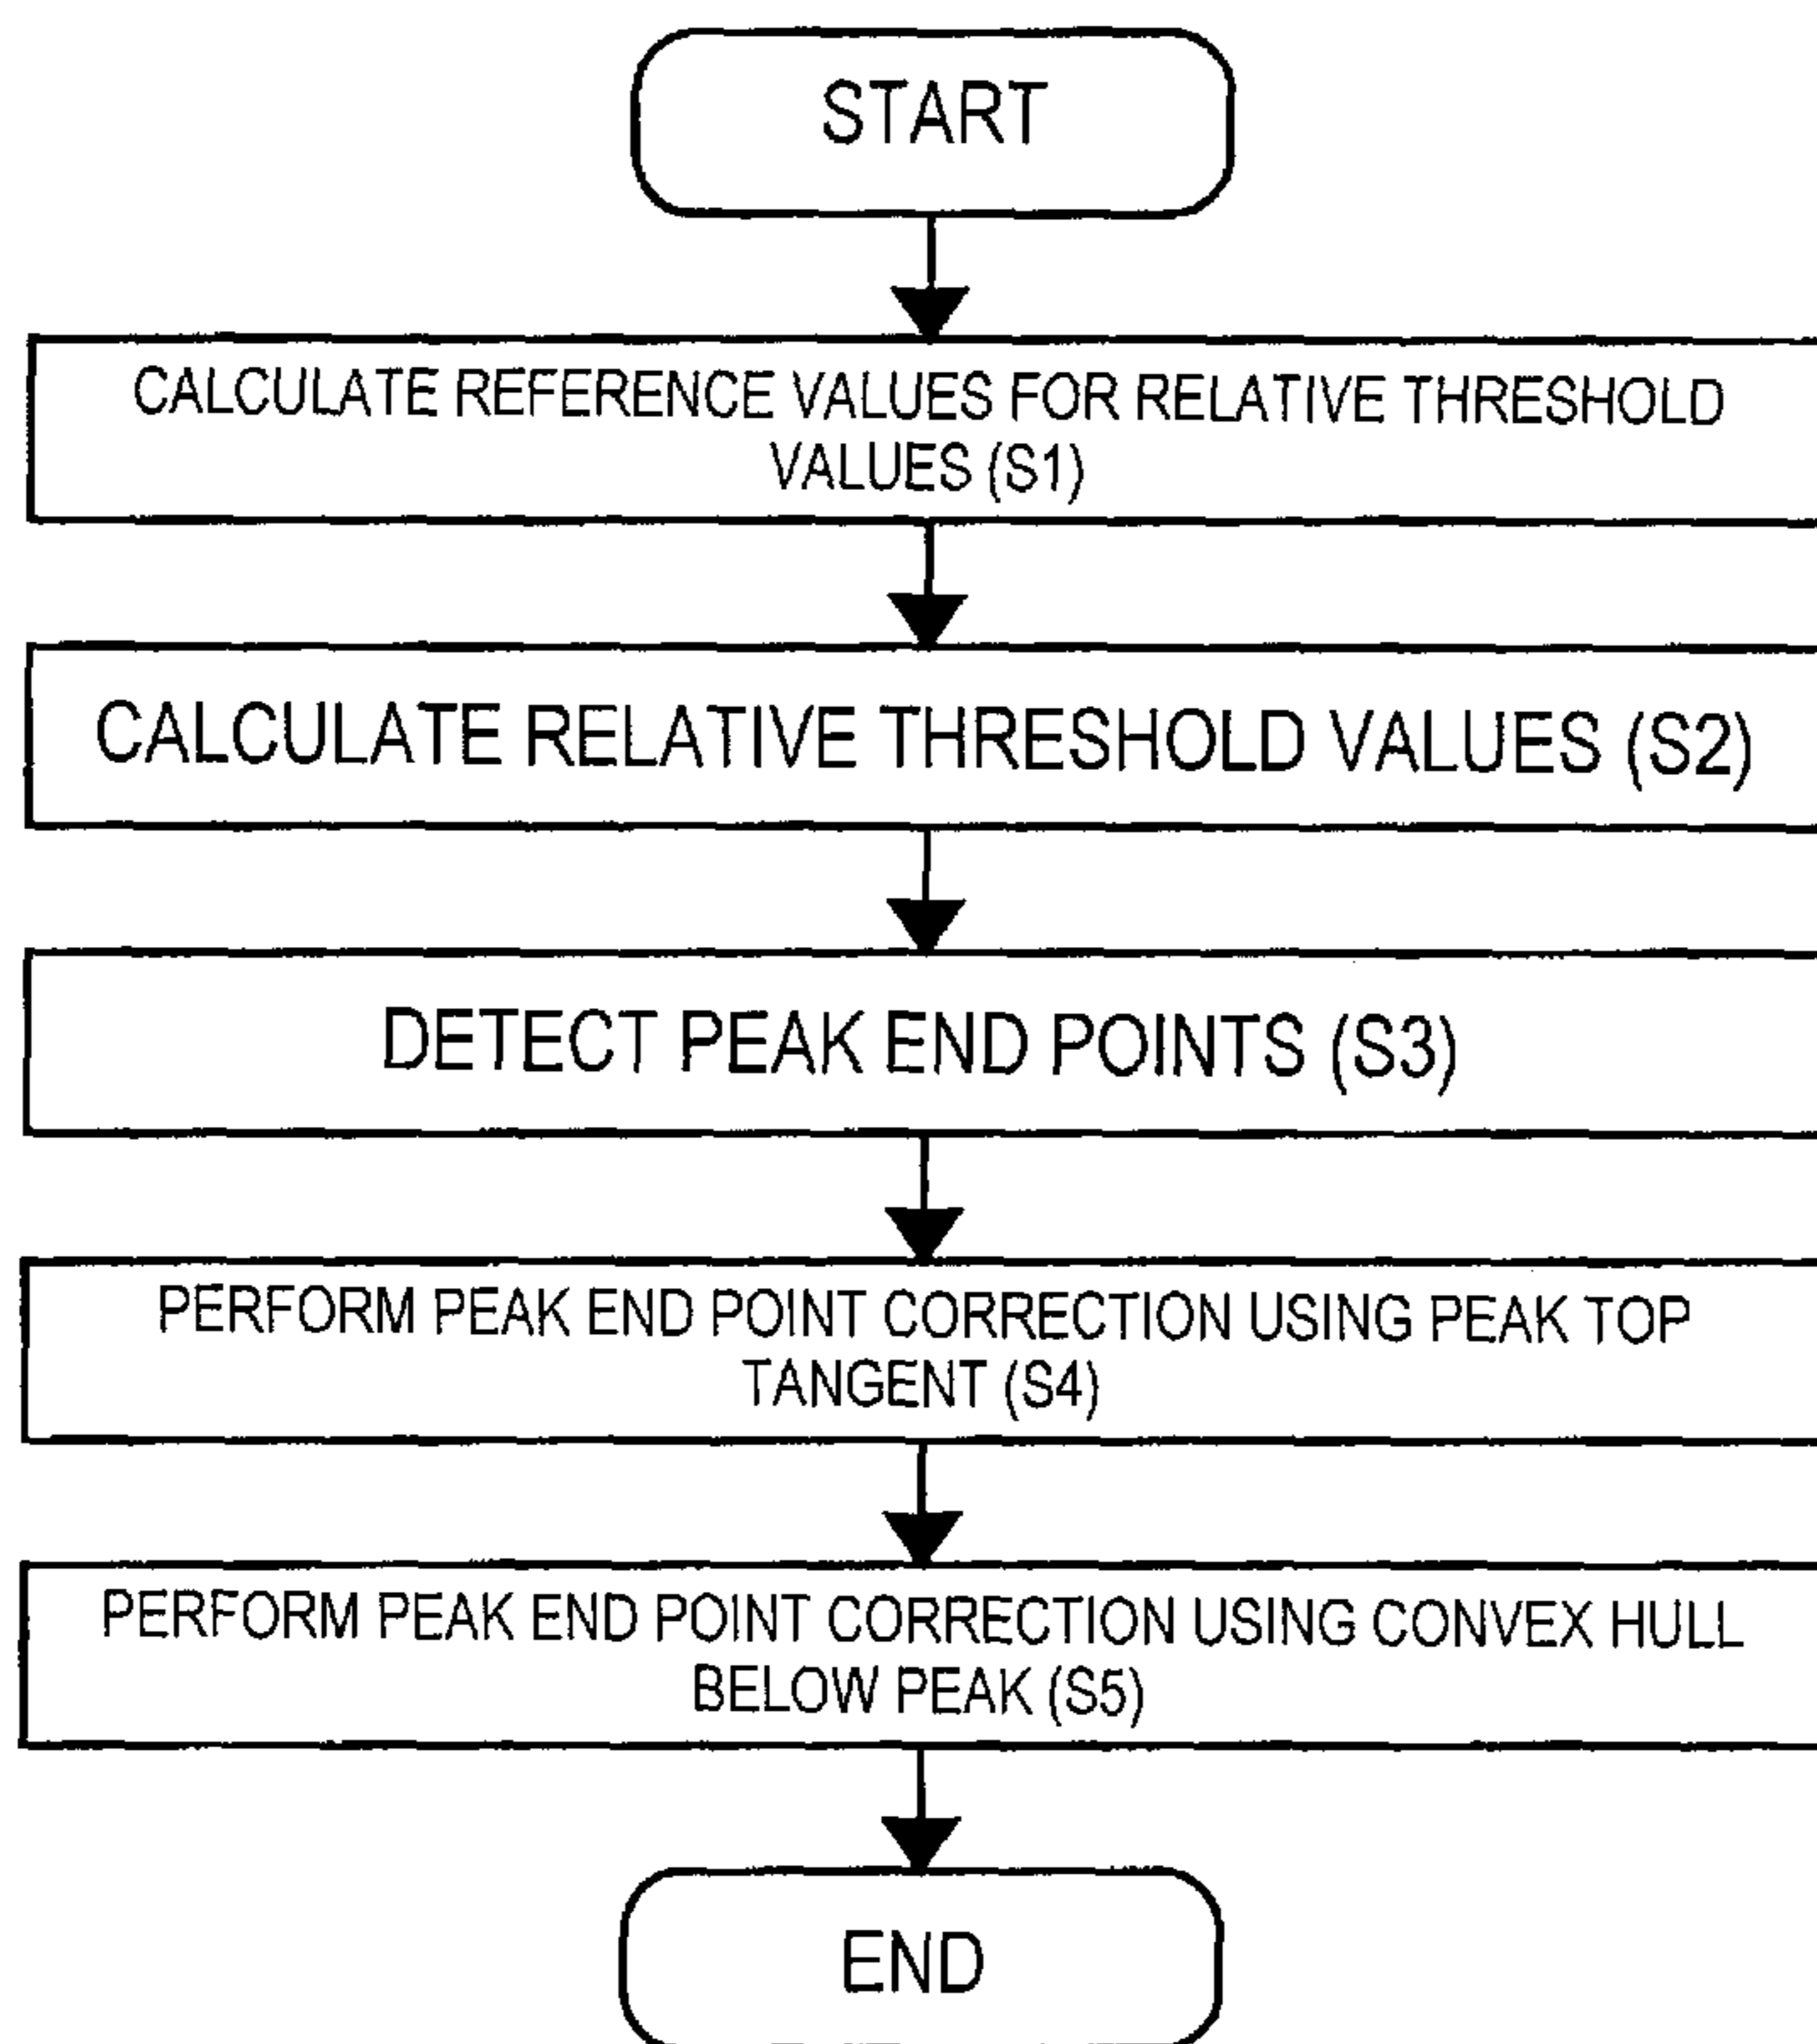 START
CALCULATE REFERENCE VALUES FOR RELATIVE THRESHOLD
VALUES (S1)
CALCULATE RELATIVE THRESHOLD VALUES (S2)
DETECT PEAK END POINTS (S3)
PERFORM PEAK END POINT CORRECTION USING PEAK TOP
TANGENT (S4)
PERFORM PEAK END POINT CORRECTION USING CONVEX HULL
BELOW PEAK (S5)
END